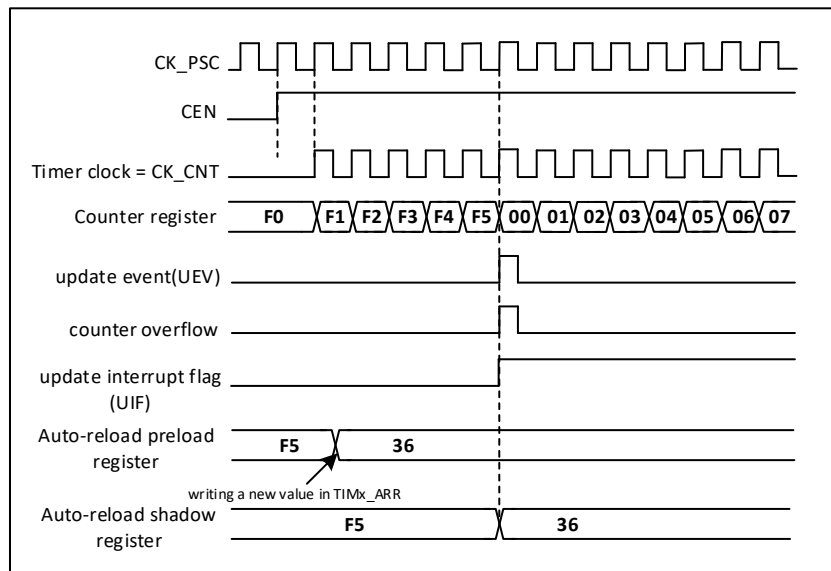 CK_PSC
CEN
Timer clock = CK_CNT
Counter register F0 F1 F2 F3 F4 F5 00 01 02 03 04 05 06 07
update event(UEV)
counter overflow
update interrupt flag
(UIF)
Auto-reload preload
register
F5 36
writing a new value in TIMx_ARR
Auto-reload shadow
register
F5 36